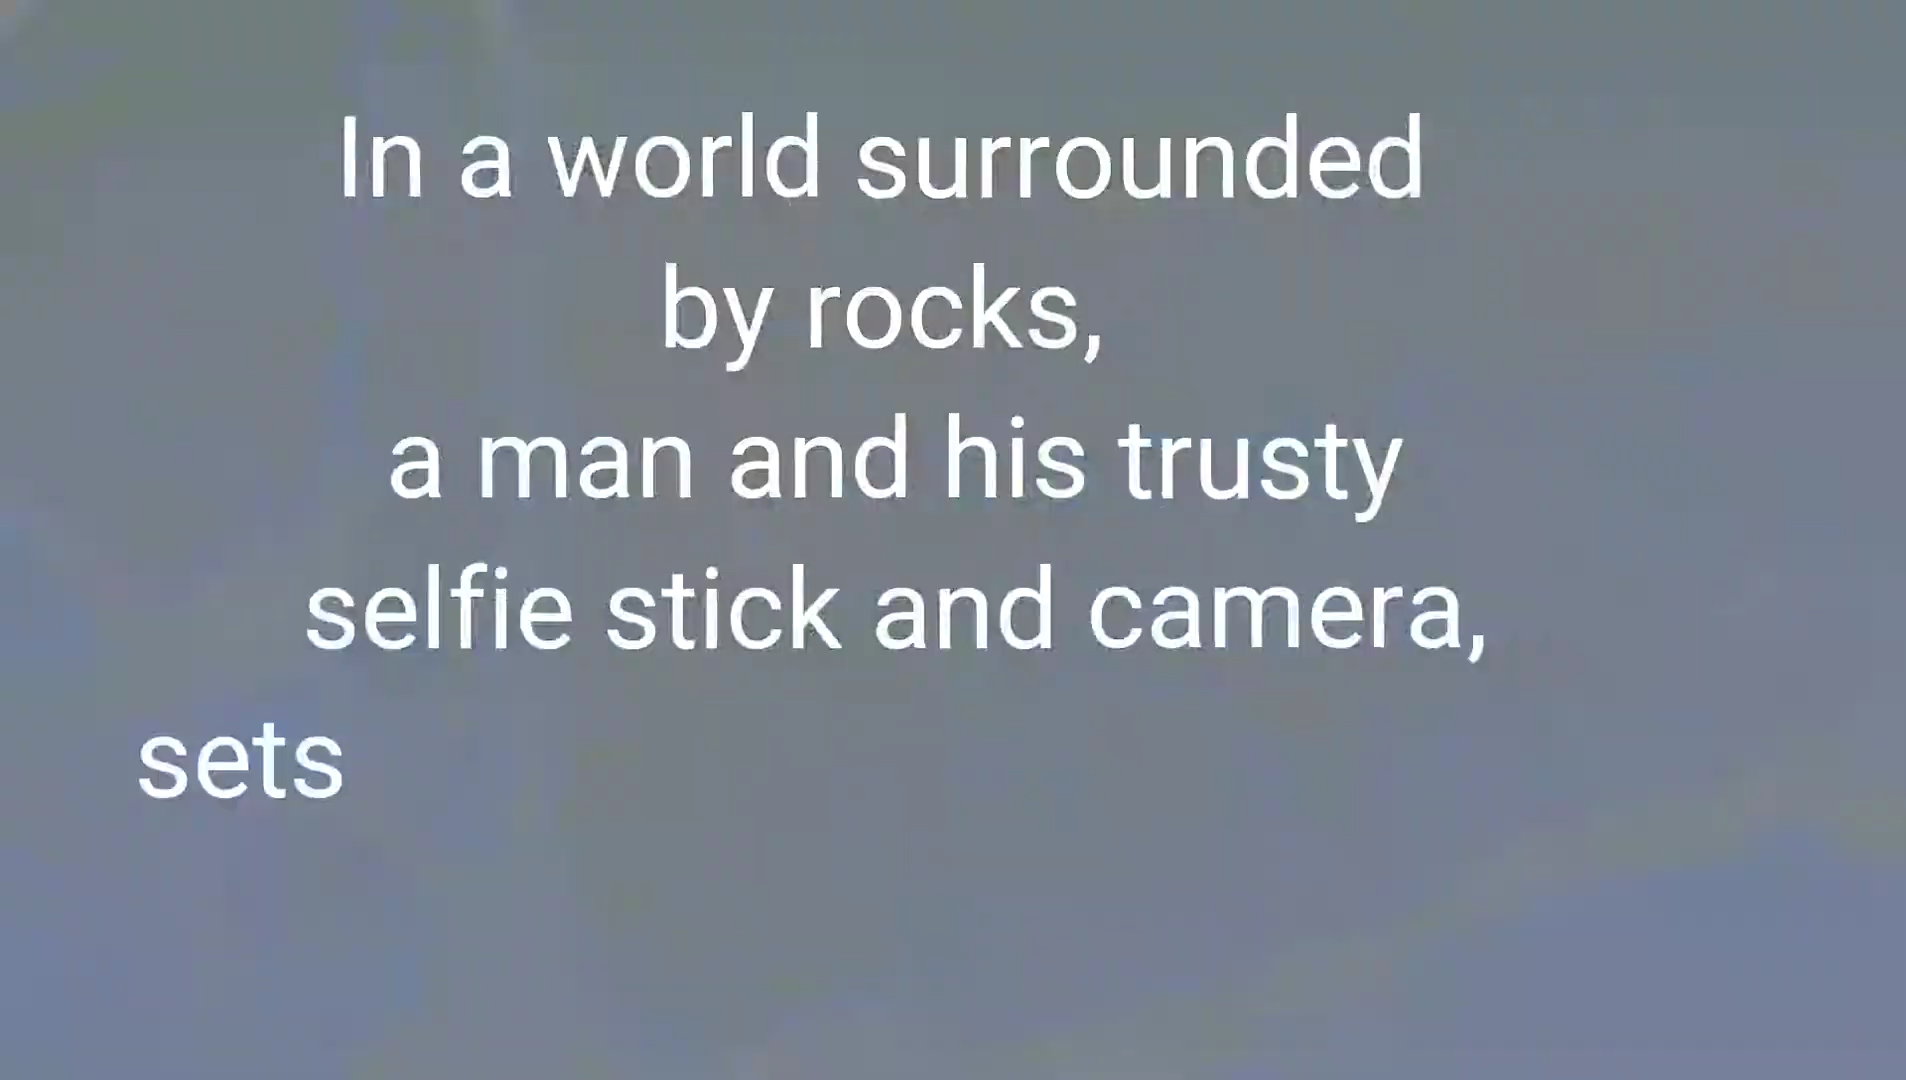 In a world surrounded
by rocks,
a man and his trusty
selfie stick and camera,
sets